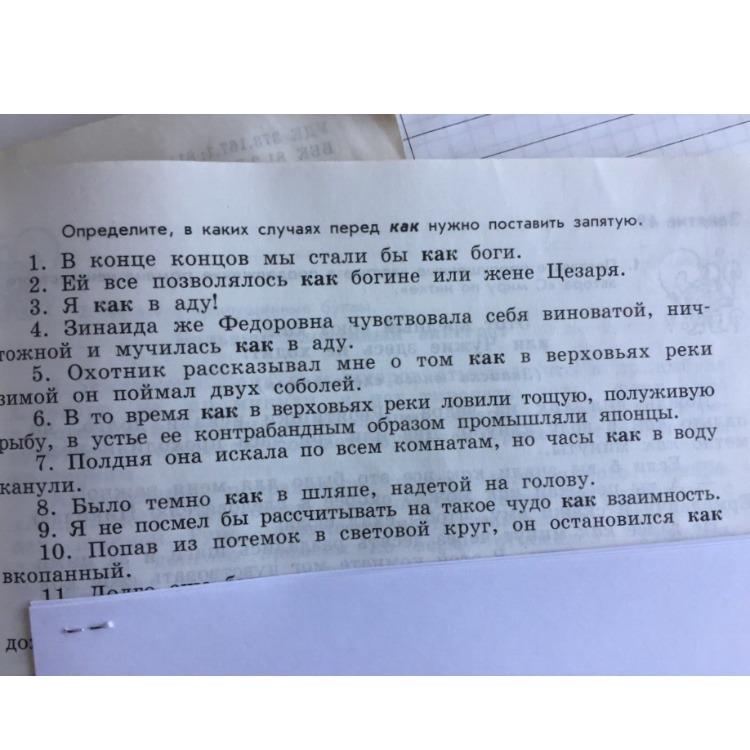 Определите, в каких случаях перед как нужно поставить запятую.
1. В конце концов мы стали бы как боги.
2. Ей все позволялось как богине или жене Цезаря.
3. Я как в аду!
4. Зинаида же Федоровна чувствовала себя виноватой, нич-
тожной и мучилась как в аду.
5. Охотник рассказывал мне о том как в верховьях реки
зимой он поймал двух соболей.
6. В то время как в верховьях реки ловили тощую, полуживую
рыбу, в устье ее контрабандным образом промышляли японцы.
7. Полдня она искала по всем комнатам, но часы как в воду
канули.
8. Было темно как в шляпе, надетой на голову.
9. Я не посмел бы рассчитывать на такое чудо как взаимность.
10. Попав из потемок в световой круг, он остановился как
вкопанный.
11.